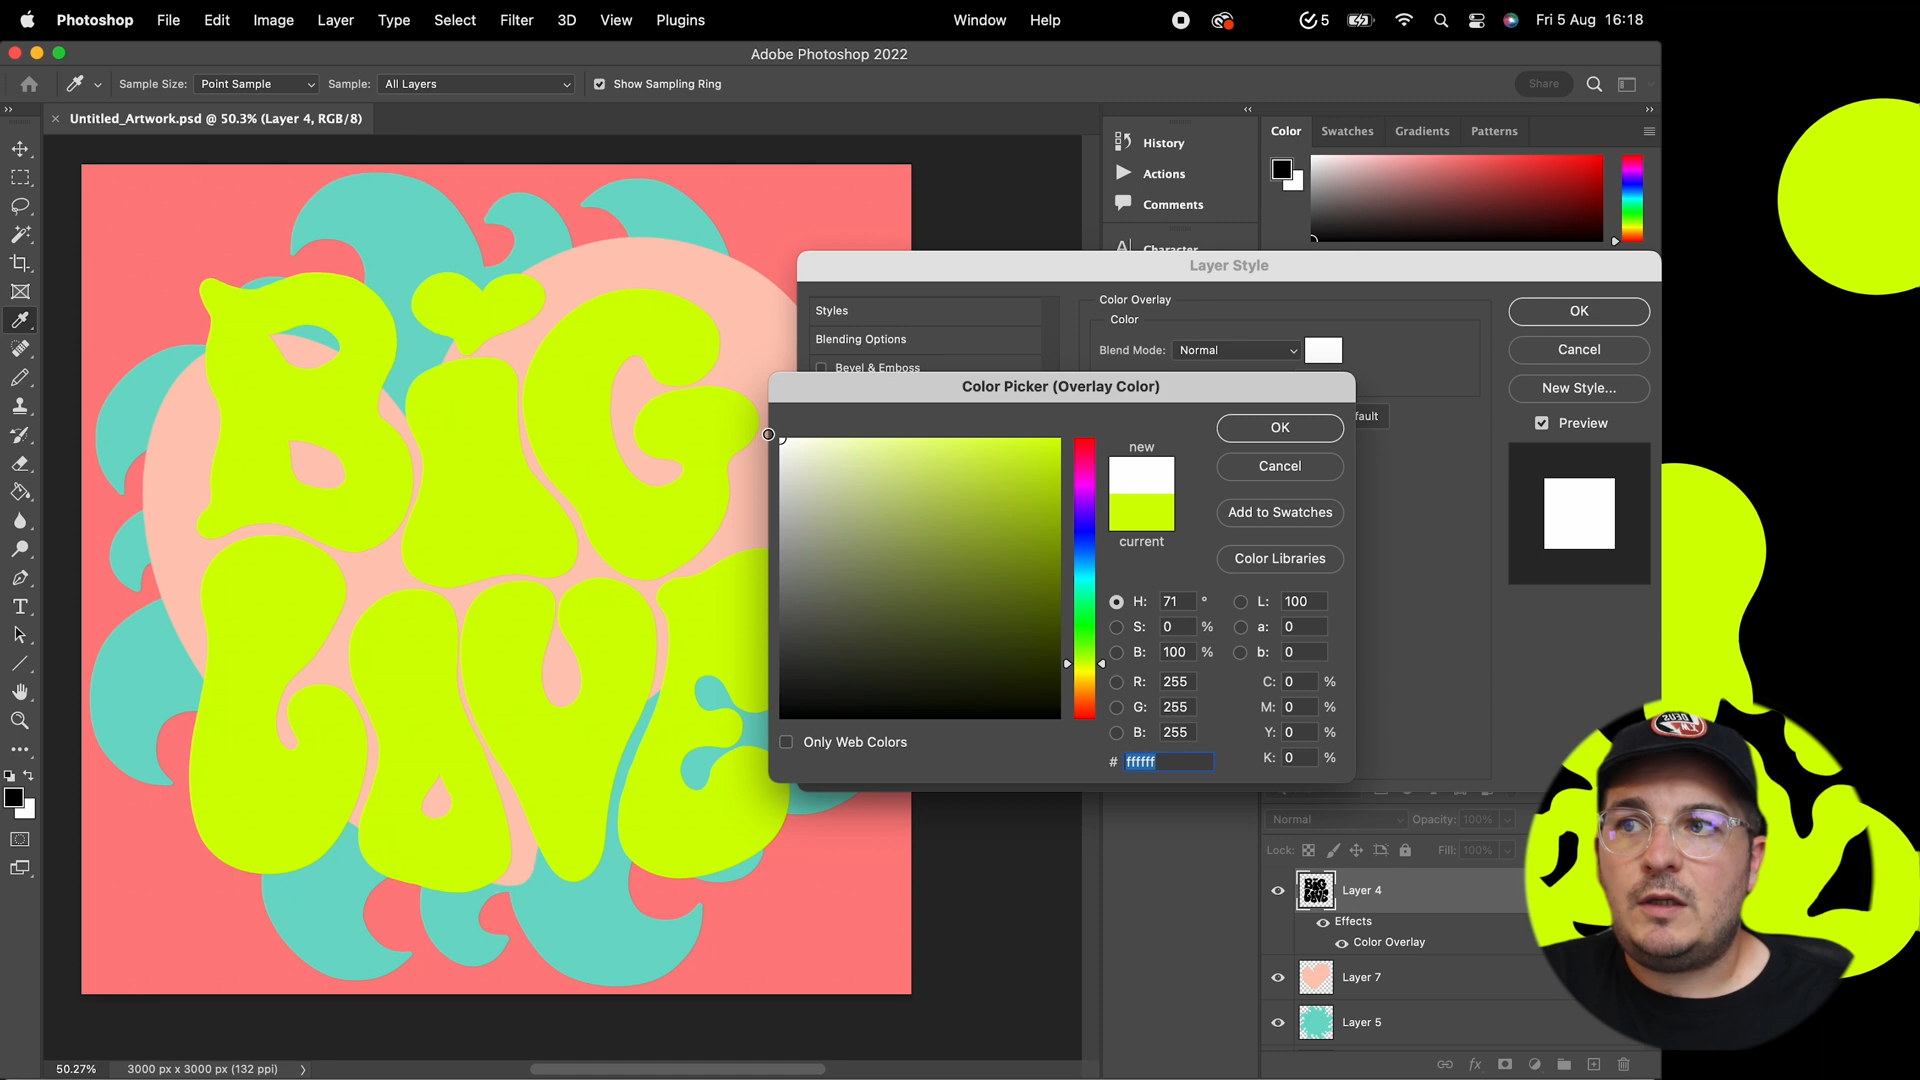 Photoshop File Edit Image Layer Type Select Filter 3D View Plugins Window Help 5 Fri 5 Aug 16:18
Adobe Photoshop 2022
Sample Size: Point Sample Sample: All Layers Show Sampling Ring Share
Untitled_Artwork.psd @ 50.3% (Layer 4, RGB/8)
History
Actions
Comments
Character
Color Swatches Gradients Patterns
BiG
LOVE
Layer Style
Styles
Blending Options
Bevel & Emboss
Color Overlay
Color
Blend Mode: Normal
OK
Cancel
New Style...
Preview
Color Picker (Overlay Color)
new
current
OK
Cancel
Add to Swatches
Color Libraries
H: 71 °
S: 0 %
B: 100 %
R: 255
G: 255
B: 255
# ffffff
L: 100
a: 0
b: 0
C: 0 %
M: 0 %
Y: 0 %
K: 0 %
Only Web Colors
Normal Opacity: 100%
Lock: Fill: 100%
Layer 4
Effects
Color Overlay
Layer 7
Layer 5
fx
50.27% 3000 px x 3000 px (132 ppi)